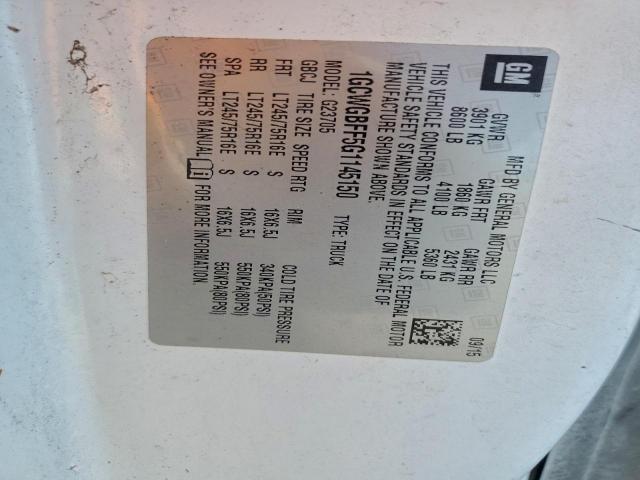 GM
MFD BY GENERAL MOTORS LLC 09/15
GVWR GAWR FRT GAWR RR
3901 KG 1860 KG 2431 KG
8600 LB 4100 LB 5360 LB
THIS VEHICLE CONFORMS TO ALL APPLICABLE U.S. FEDERAL MOTOR
VEHICLE SAFETY STANDARDS IN EFFECT ON THE DATE OF
MANUFACTURE SHOWN ABOVE.
1GCWGBFF5G1145150 TYPE: TRUCK
MODEL: G23705
GBCJ TIRE SIZE SPEED RTG RIM COLD TIRE PRESSURE
FRT LT245/75R16E S 16X6.5J 340KPA(50PSI)
RR LT245/75R16E S 16X6.5J 550KPA(80PSI)
SPA LT245/75R16E S 16X6.5J 550KPA(80PSI)
SEE OWNER'S MANUAL FOR MORE INFORMATION.